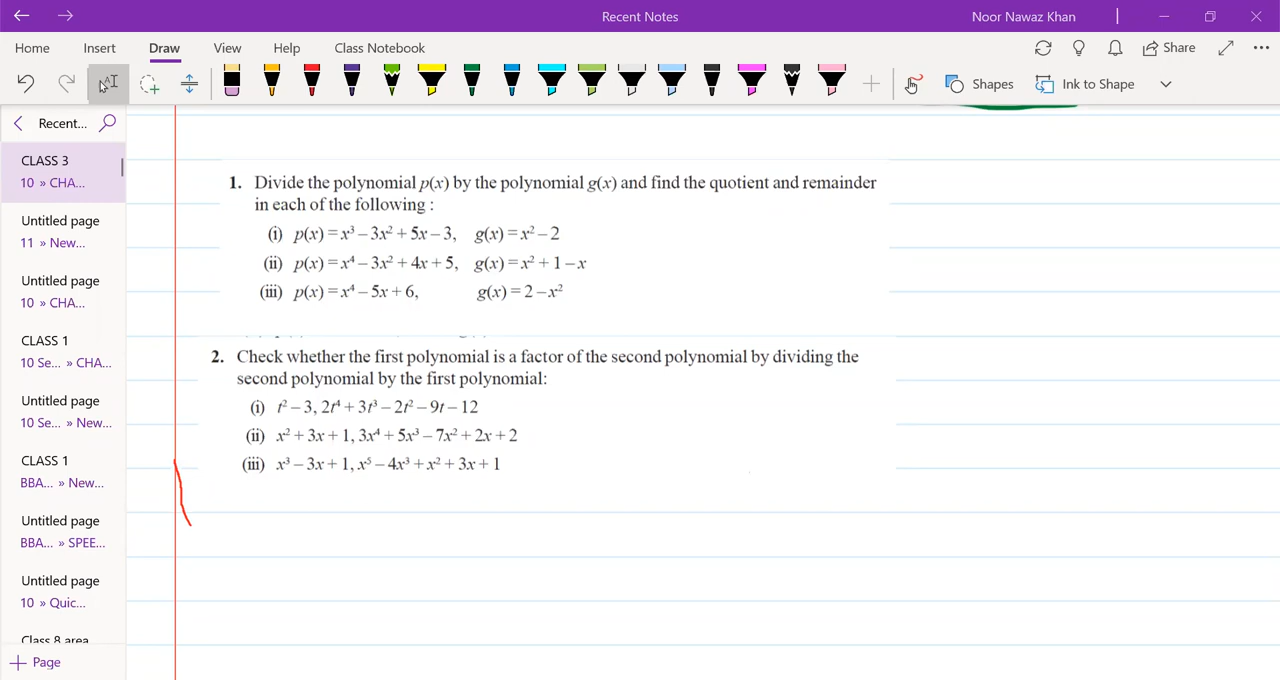 Recent Notes
Noor Nawaz Khan
Home Insert Draw View Help Class Notebook Share
Shapes Ink to Shape
Recent...
CLASS 3
10 » CHA...
Untitled page
11 » New...
Untitled page
10 » CHA...
CLASS 1
10 Se... » CHA...
Untitled page
10 Se... » New...
CLASS 1
BBA... » New...
Untitled page
BBA... » SPEE...
Untitled page
10 » Quic...
Class 8 area
+ Page
1. Divide the polynomial p(x) by the polynomial g(x) and find the quotient and remainder
in each of the following :
(i) p(x) = x³ – 3x² + 5x – 3, g(x) = x² – 2
(ii) p(x) = x⁴ – 3x² + 4x + 5, g(x) = x² + 1 – x
(iii) p(x) = x⁴ – 5x + 6, g(x) = 2 – x²
2. Check whether the first polynomial is a factor of the second polynomial by dividing the
second polynomial by the first polynomial:
(i) t² – 3, 2t⁴ + 3t³ – 2t² – 9t – 12
(ii) x² + 3x + 1, 3x⁴ + 5x³ – 7x² + 2x + 2
(iii) x³ – 3x + 1, x⁵ – 4x³ + x² + 3x + 1